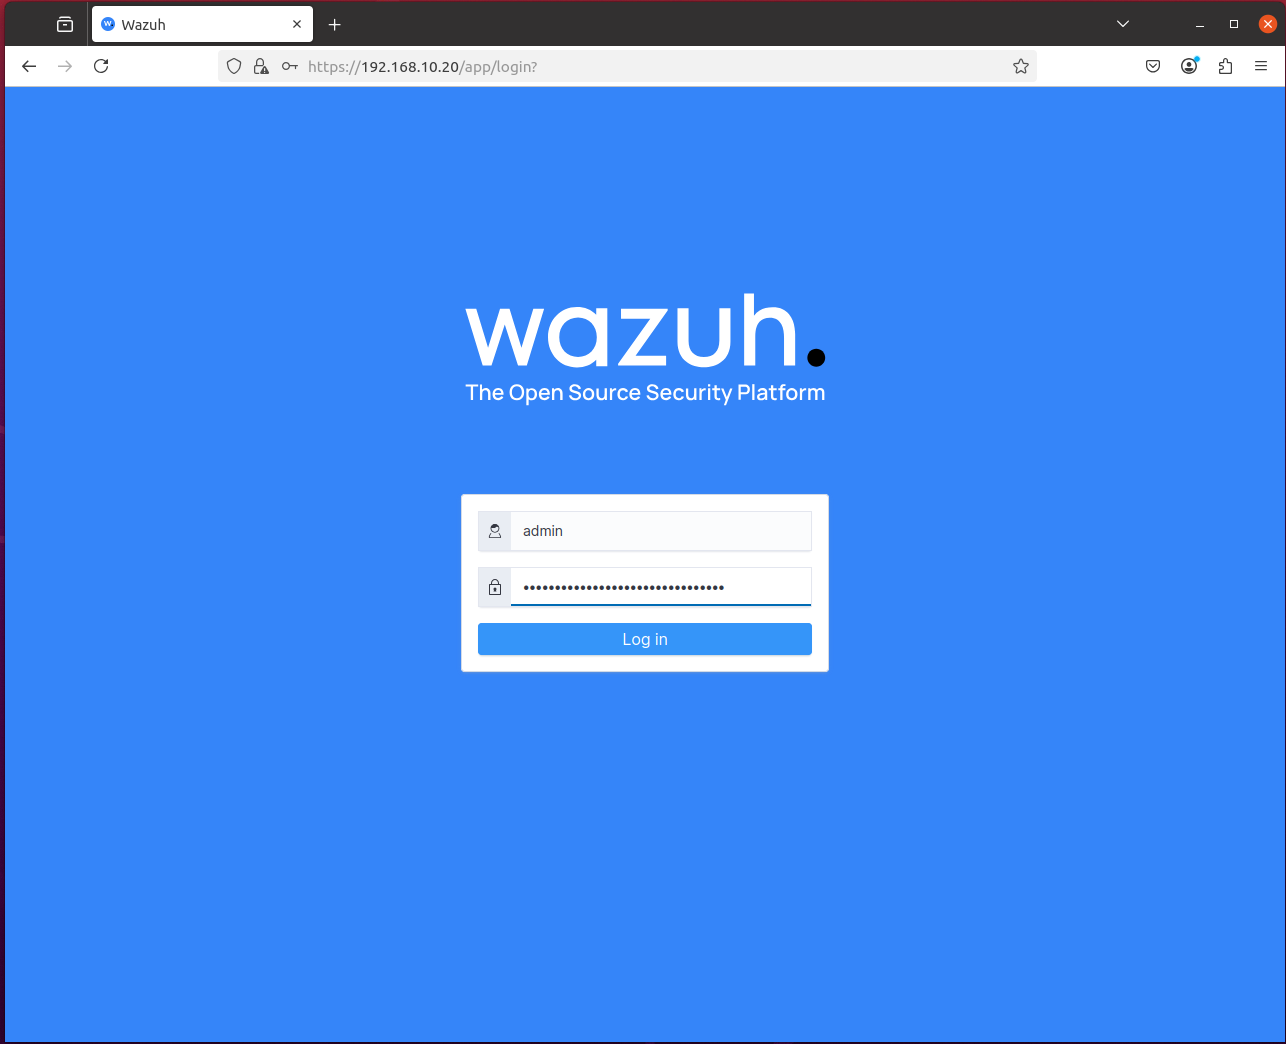 Wazuh
https://192.168.10.20/app/login?
wazuh.
The Open Source Security Platform
admin
••••••••••••••••••••••••••••••••
Log in